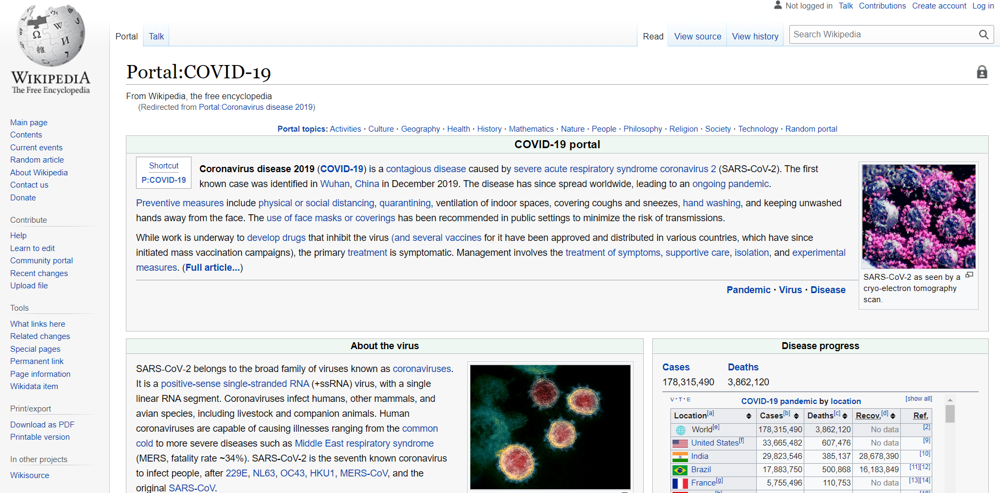 WIKIPEDIA
The Free Encyclopedia
Not logged in Talk Contributions Create account Log in
Portal Talk Read View source View history Search Wikipedia
Portal:COVID-19
From Wikipedia, the free encyclopedia
(Redirected from Portal:Coronavirus disease 2019)
Main page
Contents
Current events
Random article
About Wikipedia
Contact us
Donate
Contribute
Help
Learn to edit
Community portal
Recent changes
Upload file
Tools
What links here
Related changes
Special pages
Permanent link
Page information
Wikidata item
Print/export
Download as PDF
Printable version
In other projects
Wikisource
Portal topics: Activities · Culture · Geography · Health · History · Mathematics · Nature · People · Philosophy · Religion · Society · Technology · Random portal
COVID-19 portal
Shortcut
P:COVID-19
Coronavirus disease 2019 (COVID-19) is a contagious disease caused by severe acute respiratory syndrome coronavirus 2 (SARS-CoV-2). The first
known case was identified in Wuhan, China in December 2019. The disease has since spread worldwide, leading to an ongoing pandemic.
Preventive measures include physical or social distancing, quarantining, ventilation of indoor spaces, covering coughs and sneezes, hand washing, and keeping unwashed
hands away from the face. The use of face masks or coverings has been recommended in public settings to minimize the risk of transmissions.
While work is underway to develop drugs that inhibit the virus (and several vaccines for it have been approved and distributed in various countries, which have since
initiated mass vaccination campaigns), the primary treatment is symptomatic. Management involves the treatment of symptoms, supportive care, isolation, and experimental
measures. (Full article...)
SARS-CoV-2 as seen by a
cryo-electron tomography
scan.
Pandemic · Virus · Disease
About the virus
SARS-CoV-2 belongs to the broad family of viruses known as coronaviruses.
It is a positive-sense single-stranded RNA (+ssRNA) virus, with a single
linear RNA segment. Coronaviruses infect humans, other mammals, and
avian species, including livestock and companion animals. Human
coronaviruses are capable of causing illnesses ranging from the common
cold to more severe diseases such as Middle East respiratory syndrome
(MERS, fatality rate ~34%). SARS-CoV-2 is the seventh known coronavirus
to infect people, after 229E, NL63, OC43, HKU1, MERS-CoV, and the
original SARS-CoV.
Disease progress
Cases Deaths
178,315,490 3,862,120
V · T · E COVID-19 pandemic by location [show all]
Location[a] Cases[b] Deaths[c] Recov.[d] Ref.
World[e] 178,315,490 3,862,120 No data [2]
United States[f] 33,665,482 607,476 No data [9]
India 29,823,546 385,137 28,678,390 [10]
Brazil 17,883,750 500,868 16,183,849 [11][12]
France[g] 5,755,496 110,753 No data [13][14]